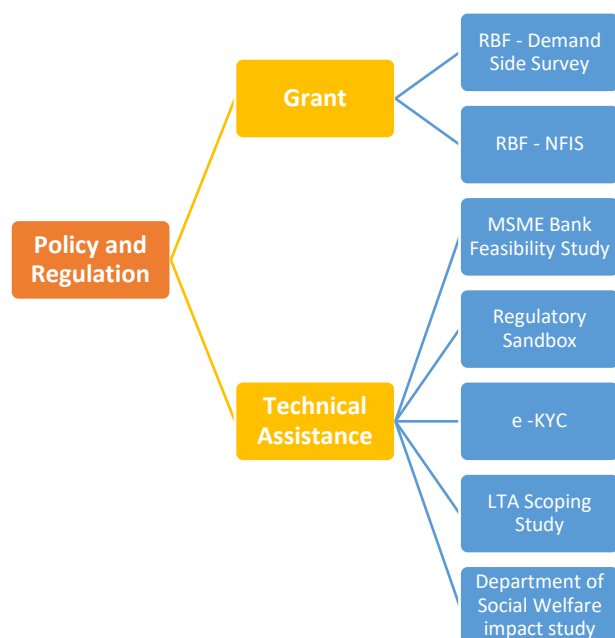 RBF - Demand
Side Survey
Grant
RBF - NFIS
Policy and
Regulation
MSME Bank
Feasibility Study
Regulatory
Sandbox
Technical
Assistance
e -KYC
LTA Scoping
Study
Department of
Social Welfare
impact study